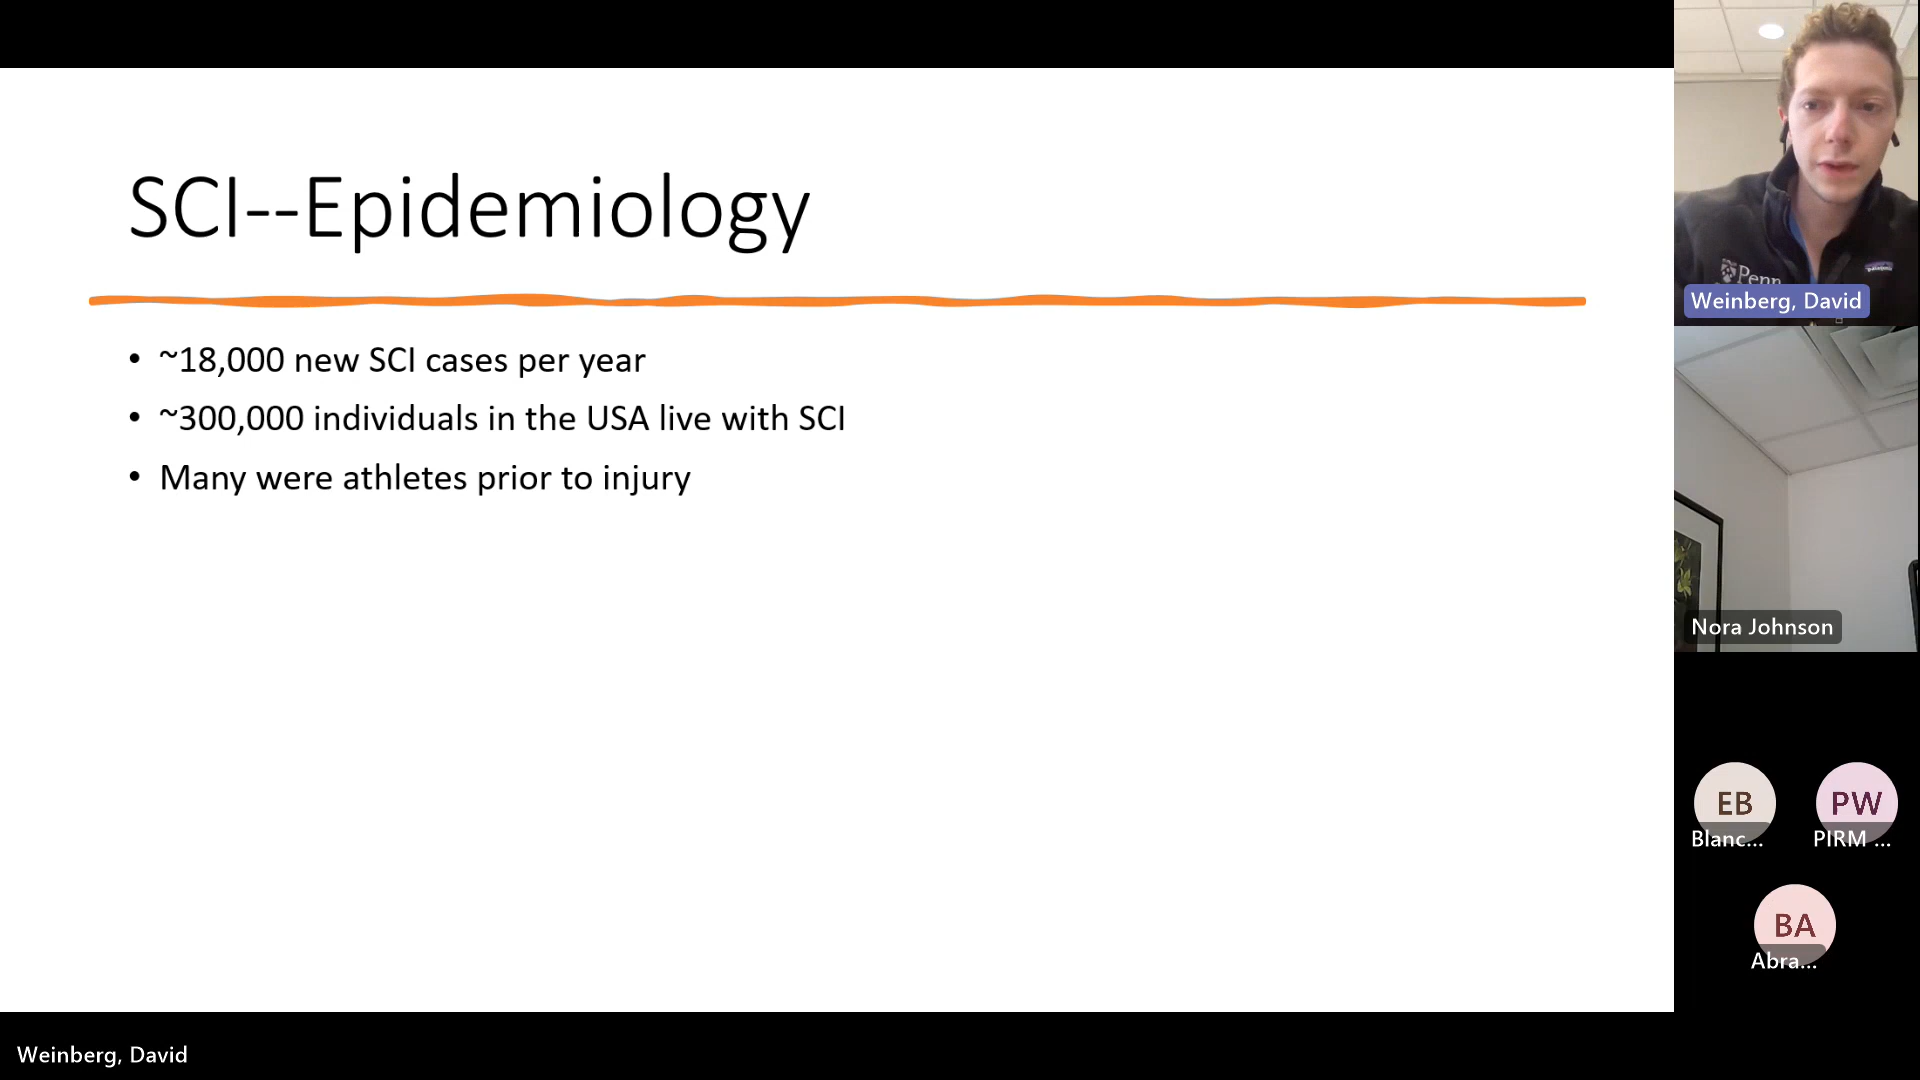 SCI--Epidemiology
• ~18,000 new SCI cases per year
• ~300,000 individuals in the USA live with SCI
• Many were athletes prior to injury
Penn
Weinberg, David
Nora Johnson
EB
Blanc...
PW
PIRM ...
BA
Abra...
Weinberg, David